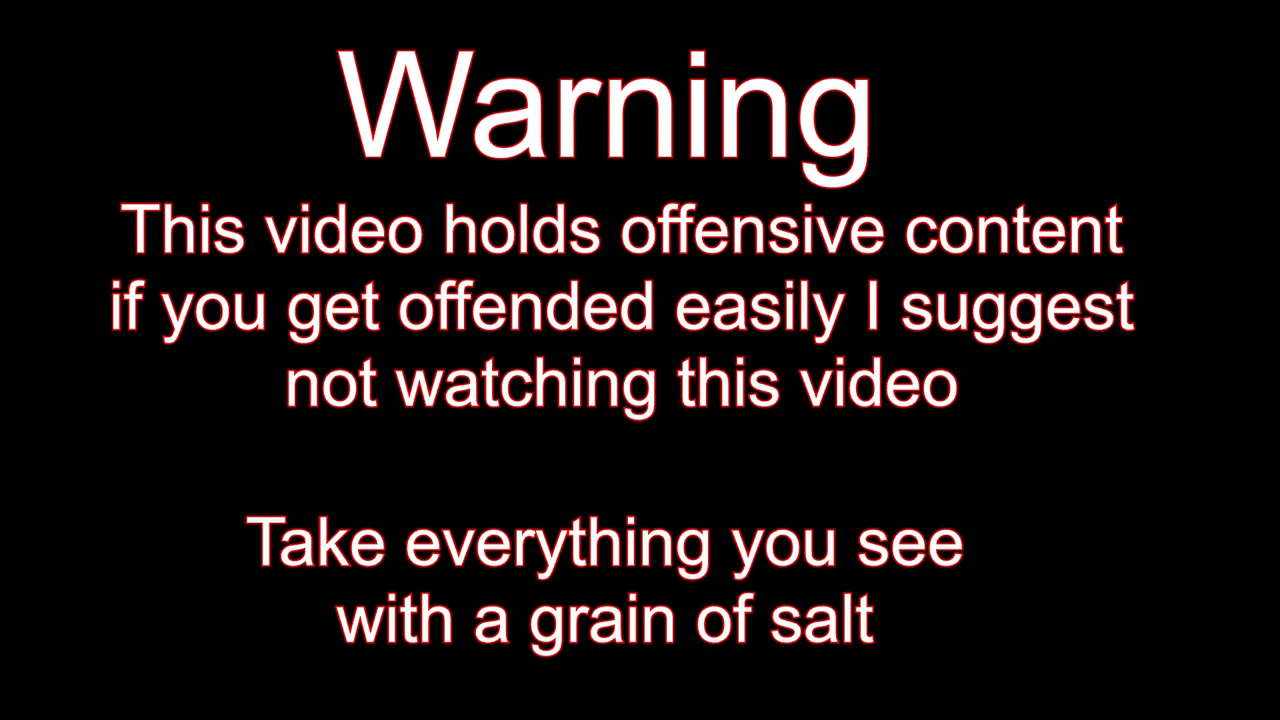 Warning
This video holds offensive content
if you get offended easily I suggest
not watching this video
Take everything you see
with a grain of salt